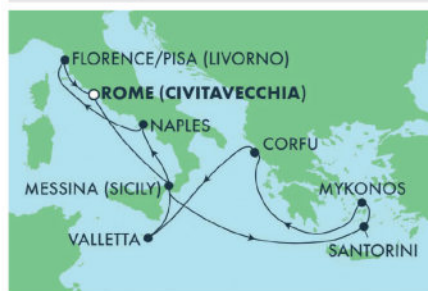 FLORENCE/PISA (LIVORNO)
ROME (CIVITAVECCHIA)
NAPLES
CORFU
MYKONOS
MESSINA (SICILY)
VALLETTA
SANTORINI